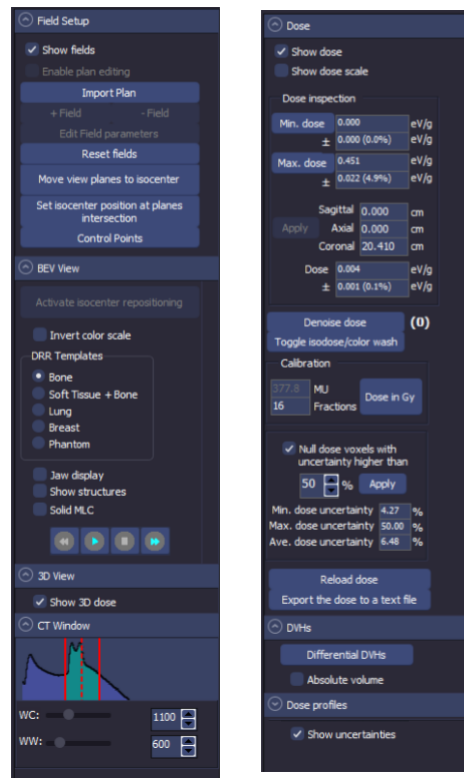 Field Setup
Show fields
Enable plan editing
Import Plan
+ Field - Field
Edit Field parameters
Reset fields
Move view planes to isocenter
Set isocenter position at planes
intersection
Control Points
BEV View
Activate isocenter repositioning
Invert color scale
DRR Templates
Bone
Soft Tissue + Bone
Lung
Breast
Phantom
Jaw display
Show structures
Solid MLC
3D View
Show 3D dose
CT Window
WC: 1100
WW: 600
Dose
Show dose
Show dose scale
Dose inspection
Min. dose 0.000 eV/g
± 0.000 (0.0%) eV/g
Max. dose 0.451 eV/g
± 0.022 (4.9%) eV/g
Sagittal 0.000 cm
Apply Axial 0.000 cm
Coronal 20.410 cm
Dose 0.004 eV/g
± 0.001 (0.1%) eV/g
Denoise dose (0)
Toggle isodose/color wash
Calibration
377.8 MU
16 Fractions
Dose in Gy
Null dose voxels with
uncertainty higher than
50 % Apply
Min. dose uncertainty 4.27 %
Max. dose uncertainty 50.00 %
Ave. dose uncertainty 6.48 %
Reload dose
Export the dose to a text file
DVHs
Differential DVHs
Absolute volume
Dose profiles
Show uncertainties